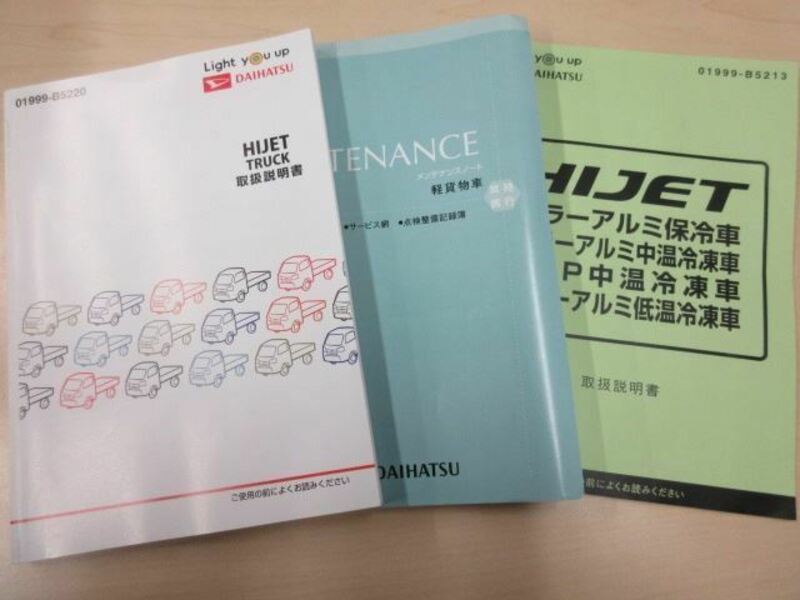 Light you up
DAIHATSU
01999-B5220
HIJET
TRUCK
取扱説明書
ご使用の前によくお読みください
TENANCE
メンテナンスノート
軽貨物車
携行
●サービス網 ●点検整備記録簿
DAIHATSU
you up
DAIHATSU
01999-B5213
HIJET
ラーアルミ保冷車
ーアルミ中温冷凍車
P中温冷凍車
ーアルミ低温冷凍車
取扱説明書
前によくお読みください